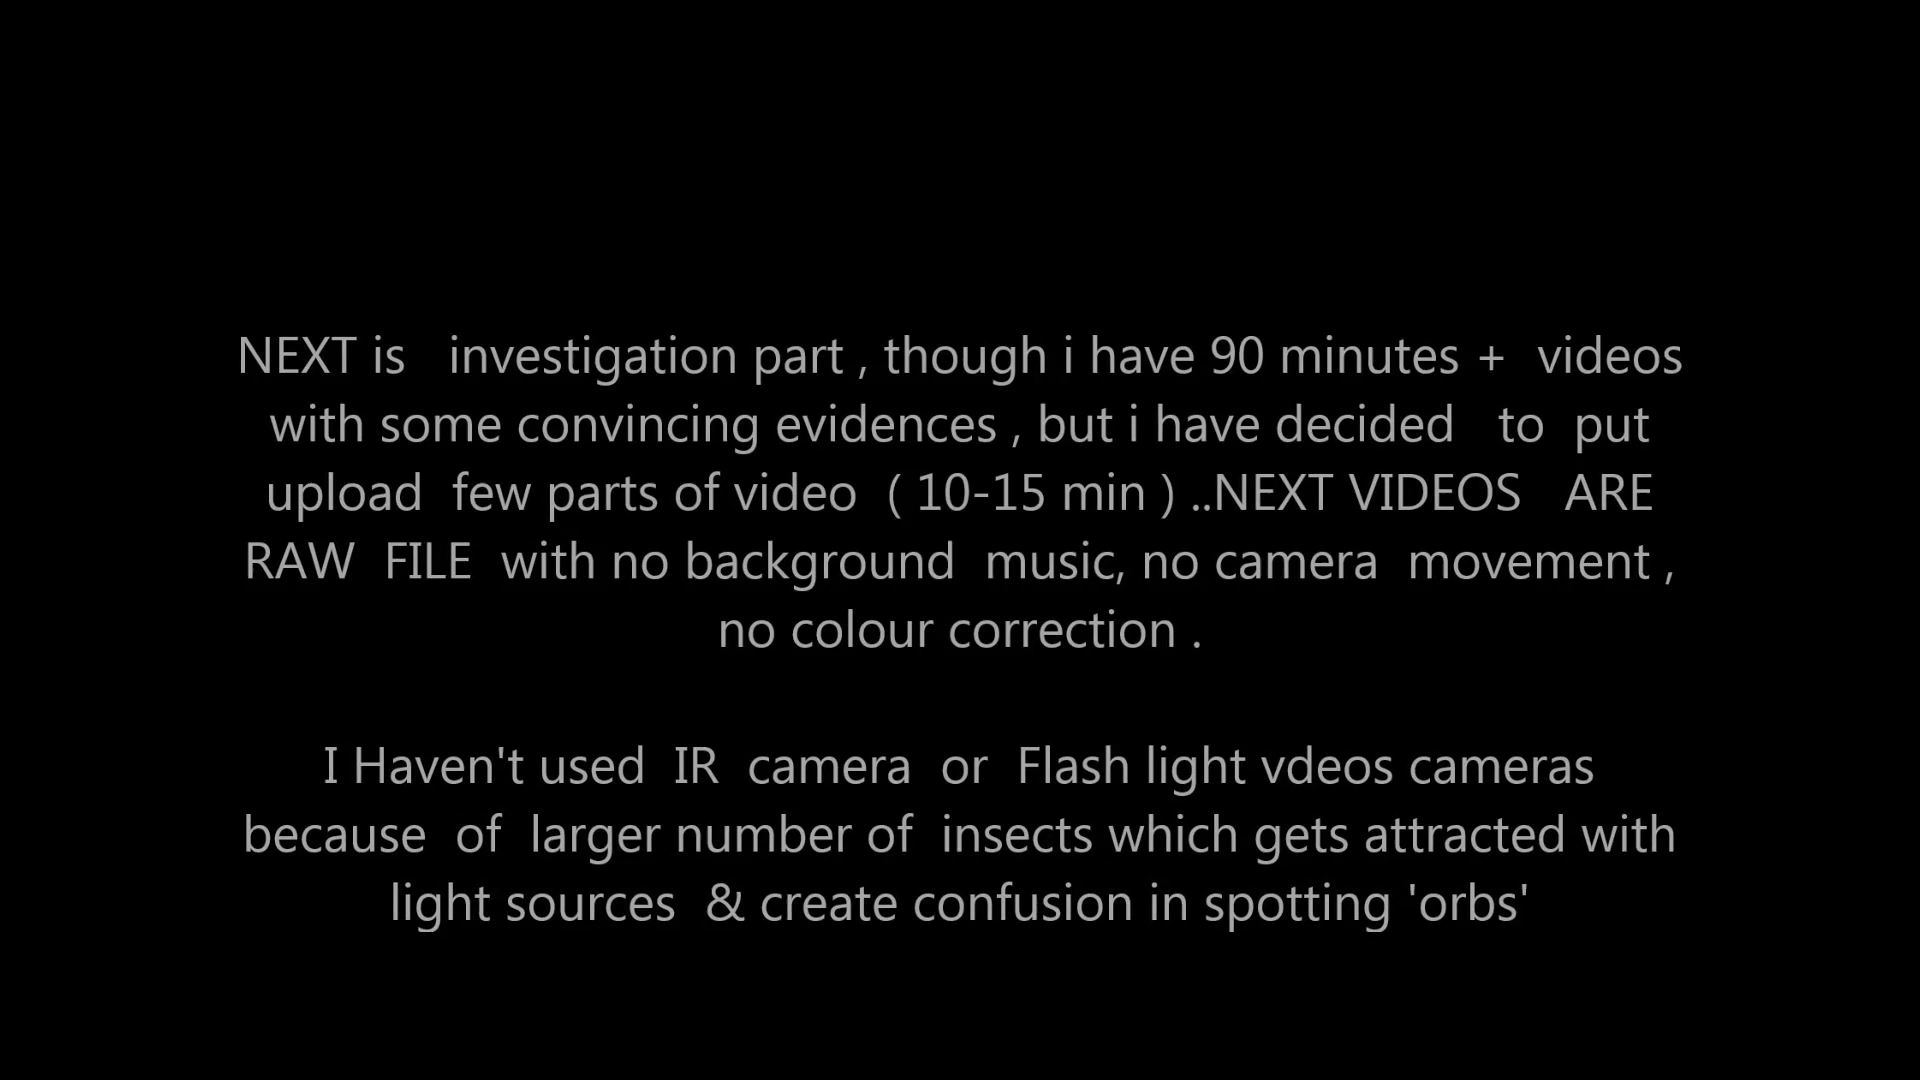 NEXT is   investigation part , though i have 90 minutes +  videos
with some convincing evidences , but i have decided   to  put
upload  few parts of video  ( 10-15 min ) ..NEXT VIDEOS   ARE
RAW  FILE  with no background  music, no camera  movement ,
no colour correction .
I Haven't used  IR  camera  or  Flash light vdeos cameras
because  of  larger number of  insects which gets attracted with
light sources  & create confusion in spotting 'orbs'